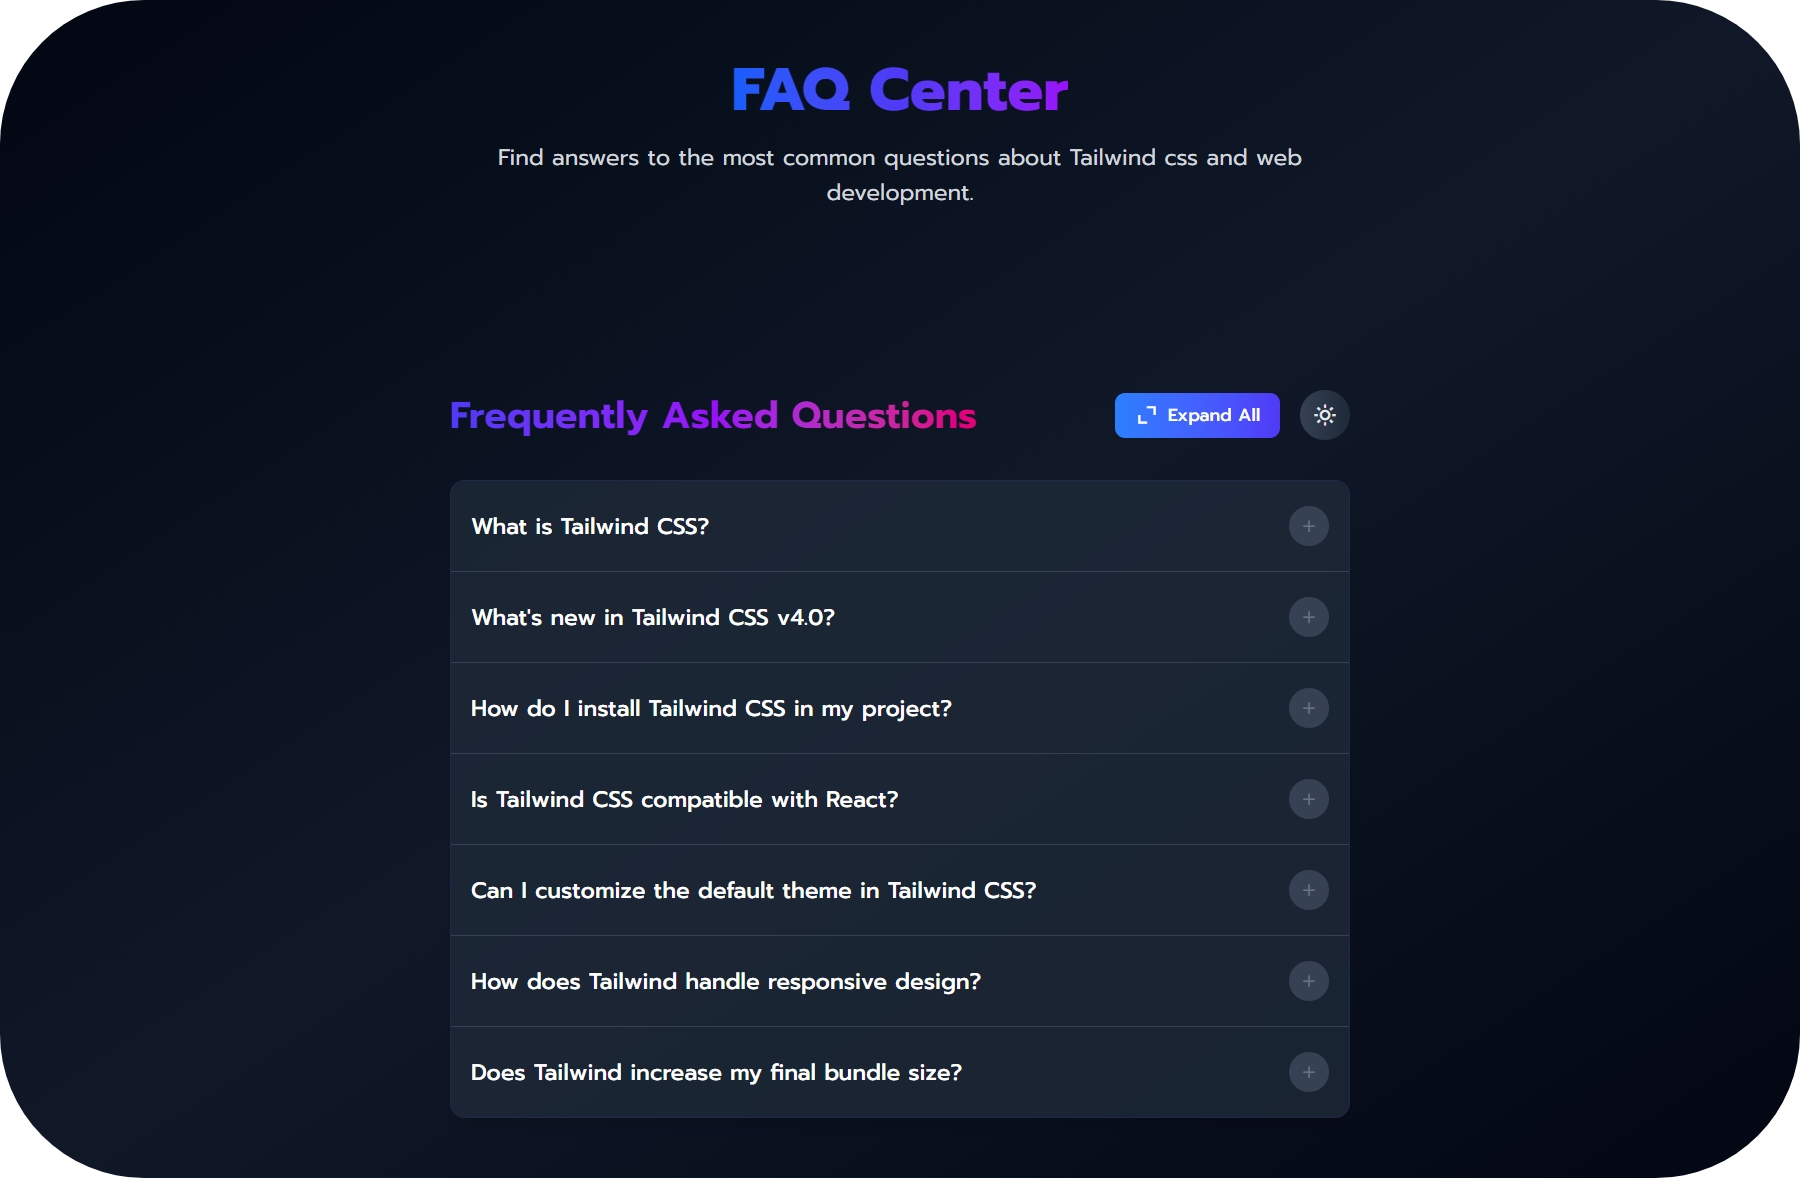 FAQ Center
Find answers to the most common questions about Tailwind css and web
development.
Frequently Asked Questions
Expand All
What is Tailwind CSS?
What's new in Tailwind CSS v4.0?
How do I install Tailwind CSS in my project?
Is Tailwind CSS compatible with React?
Can I customize the default theme in Tailwind CSS?
How does Tailwind handle responsive design?
Does Tailwind increase my final bundle size?